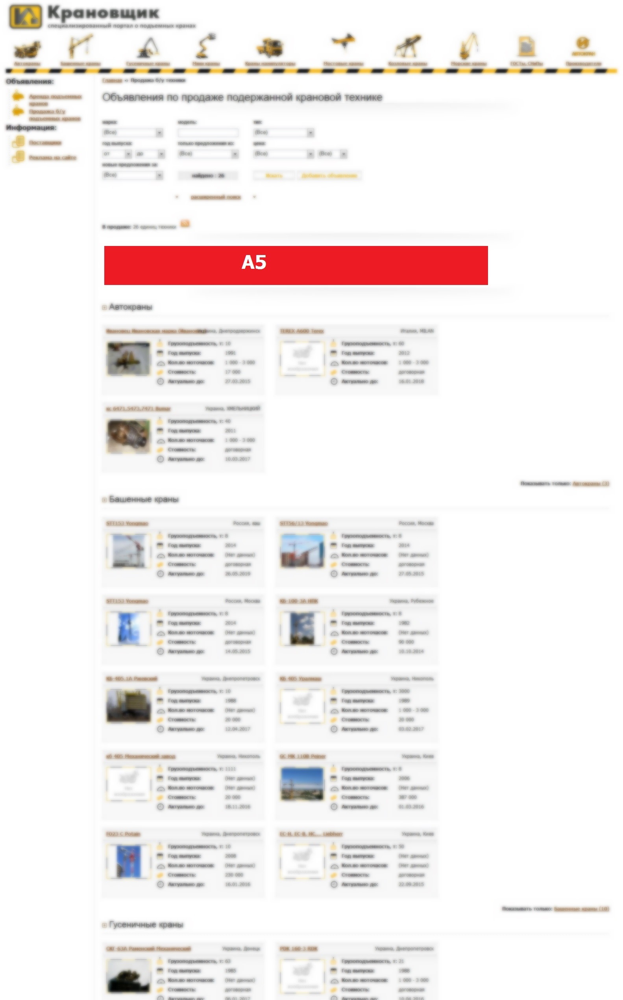 Крановщик
специализированный портал о подъемных кранах
Автокраны Башенные краны Гусеничные краны Мини краны Краны манипуляторы Мостовые краны Козловые краны Морские краны ГОСТы, СНиПы Производители
АВТОКРАН
Объявления:
Аренда подъемных
кранов
Продажа б/у
подъемных кранов
Информация:
Поставщики
Реклама на сайте
Главная Продажа б/у техники
Объявления по продаже подержанной крановой технике
марка: модель: тип:
(Все) (Все)
год выпуска: только предложения из: цена:
от до (Все) (Все) (Все)
новые предложения за:
(Все) найдено : 26 Искать Добавить объявление
расширенный поиск
В продаже: 26 единиц техники
A5
Автокраны
Ивановец Ивановская марка Днепродзержинск
Грузоподъемность, т: 10
Год выпуска: 1991
Кол.во моточасов: 1 000 - 3 000
Стоимость: 17 000
Актуально до: 27.03.2015
TEREX A600 Terex Италия, MILAN
Нет
изображения
Грузоподъемность, т: 60
Год выпуска: 2012
Кол.во моточасов: 1 000 - 3 000
Стоимость: договорная
Актуально до: 16.01.2018
кс 6471,5473,7471 Bumar Украина, ХМЕЛЬНИЦКИЙ
Грузоподъемность, т: 40
Год выпуска: 2011
Кол.во моточасов: 1 000 - 3 000
Стоимость: договорная
Актуально до: 10.03.2017
Показывать только: Автокраны (3)
Башенные краны
STT153 Yongmao Россия, ваш
Грузоподъемность, т: 8
Год выпуска: 2014
Кол.во моточасов: (Нет данных)
Стоимость: договорная
Актуально до: 26.05.2019
STT56/13 Yongmao Россия, Москва
Грузоподъемность, т: 8
Год выпуска: 2014
Кол.во моточасов: (Нет данных)
Стоимость: договорная
Актуально до: 27.05.2015
STT153 Yongmao Россия, Москва
Грузоподъемность, т: 8
Год выпуска: 2014
Кол.во моточасов: (Нет данных)
Стоимость: договорная
Актуально до: 14.05.2015
КБ-100-3А НПК Украина, Рубежное
Грузоподъемность, т: 8
Год выпуска: 1982
Кол.во моточасов: (Нет данных)
Стоимость: 90 000
Актуально до: 10.10.2014
КБ-405.1А Ржевский Украина, Днепропетровск
Грузоподъемность, т: 10
Год выпуска: 1988
Кол.во моточасов: (Нет данных)
Стоимость: 20 000
Актуально до: 12.04.2017
КБ 405 Уралмаш Украина, Никополь
Нет
изображения
Грузоподъемность, т: 3000
Год выпуска: 1989
Кол.во моточасов: 1 000 - 3 000
Стоимость: 20 000
Актуально до: 03.02.2017
кб 405 Механический завод Украина, Никополь
Нет
изображения
Грузоподъемность, т: 1111
Год выпуска: (Нет данных)
Кол.во моточасов: (Нет данных)
Стоимость: 20 000
Актуально до: 18.11.2016
GC MK 110B Peiner Украина, Киев
Грузоподъемность, т: 8
Год выпуска: 2006
Кол.во моточасов: (Нет данных)
Стоимость: 387 000
Актуально до: 01.03.2016
FO23 C Potain Украина, Днепропетровск
Грузоподъемность, т: 10
Год выпуска: 2008
Кол.во моточасов: (Нет данных)
Стоимость: 230 000
Актуально до: 16.01.2016
EC-H, EC-B, HC,... Liebherr Украина, Киев
Нет
изображения
Грузоподъемность, т: 50
Год выпуска: (Нет данных)
Кол.во моточасов: (Нет данных)
Стоимость: договорная
Актуально до: 22.09.2015
Показывать только: Башенные краны (10)
Гусеничные краны
СКГ-63А Раменский Механический Украина, Донецк
Грузоподъемность, т: 63
Год выпуска: 1985
Кол.во моточасов: (Нет данных)
Стоимость: договорная
Актуально до: 06.01.2017
РDK 160-3 RDK Украина, Днепропетровск
Нет
изображения
Грузоподъемность, т: 21
Год выпуска: 1988
Кол.во моточасов: 1 000 - 3 000
Стоимость: договорная
Актуально до: 10.04.2016